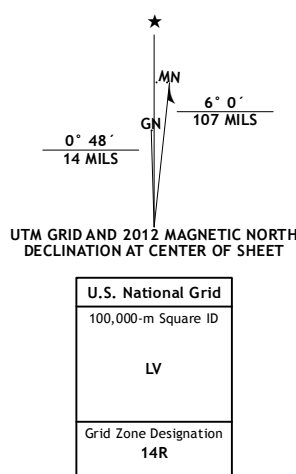 ★
MN
GN
6° 0´
107 MILS
0° 48´
14 MILS
UTM GRID AND 2012 MAGNETIC NORTH
DECLINATION AT CENTER OF SHEET
U.S. National Grid
100,000-m Square ID
LV
Grid Zone Designation
14R